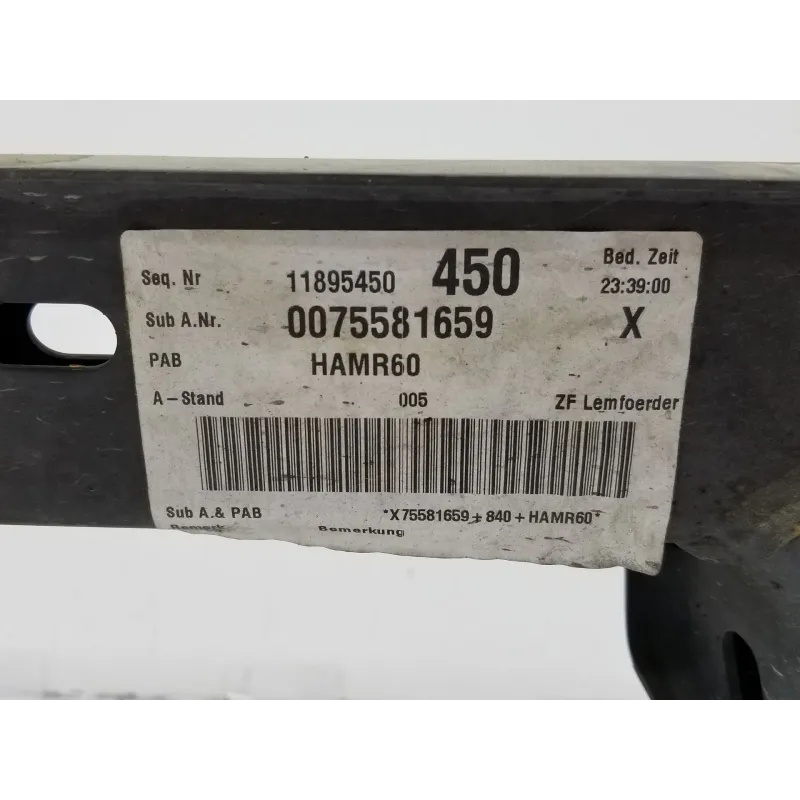 Seq. Nr 11895450 450 Bed. Zeit
23:39:00
Sub A.Nr. 0075581659 X
PAB HAMR60
A-Stand 005 ZF Lemfoerder
Sub A.& PAB *X75581659+840+HAMR60*
Bemerk Bemerkung